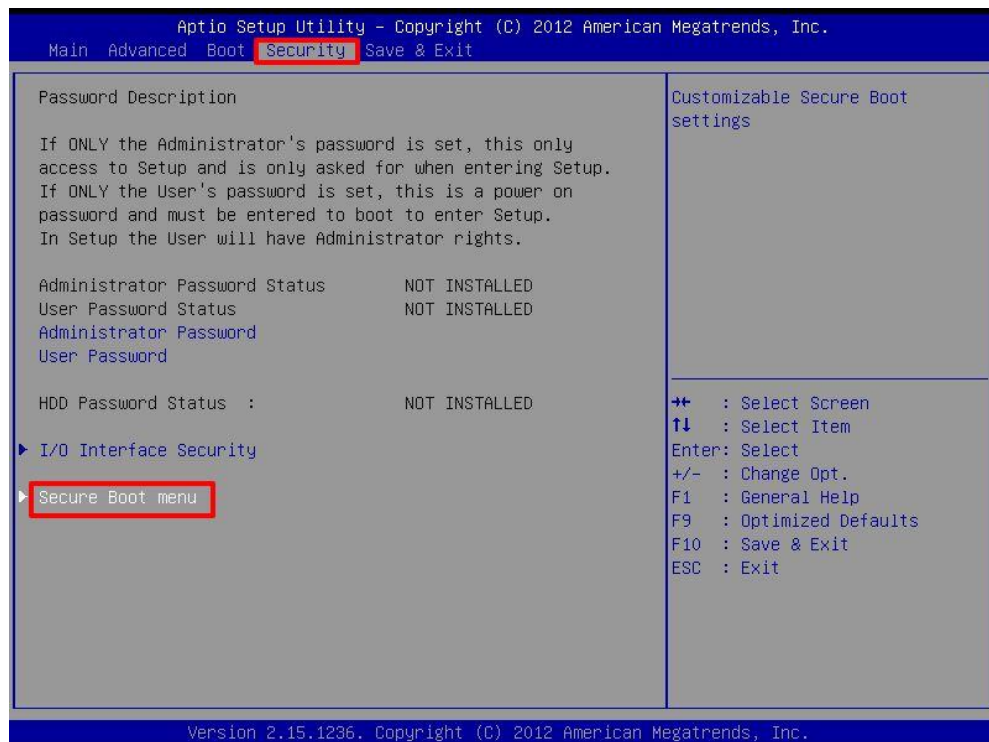 Aptio Setup Utility – Copyright (C) 2012 American Megatrends, Inc.
Main Advanced Boot Security Save & Exit
Password Description
If ONLY the Administrator's password is set, this only
access to Setup and is only asked for when entering Setup.
If ONLY the User's password is set, this is a power on
password and must be entered to boot to enter Setup.
In Setup the User will have Administrator rights.
Administrator Password Status NOT INSTALLED
User Password Status NOT INSTALLED
Administrator Password
User Password
HDD Password Status : NOT INSTALLED
I/O Interface Security
Secure Boot menu
Customizable Secure Boot
settings
→← : Select Screen
↑↓ : Select Item
Enter: Select
+/- : Change Opt.
F1 : General Help
F9 : Optimized Defaults
F10 : Save & Exit
ESC : Exit
Version 2.15.1236. Copyright (C) 2012 American Megatrends, Inc.